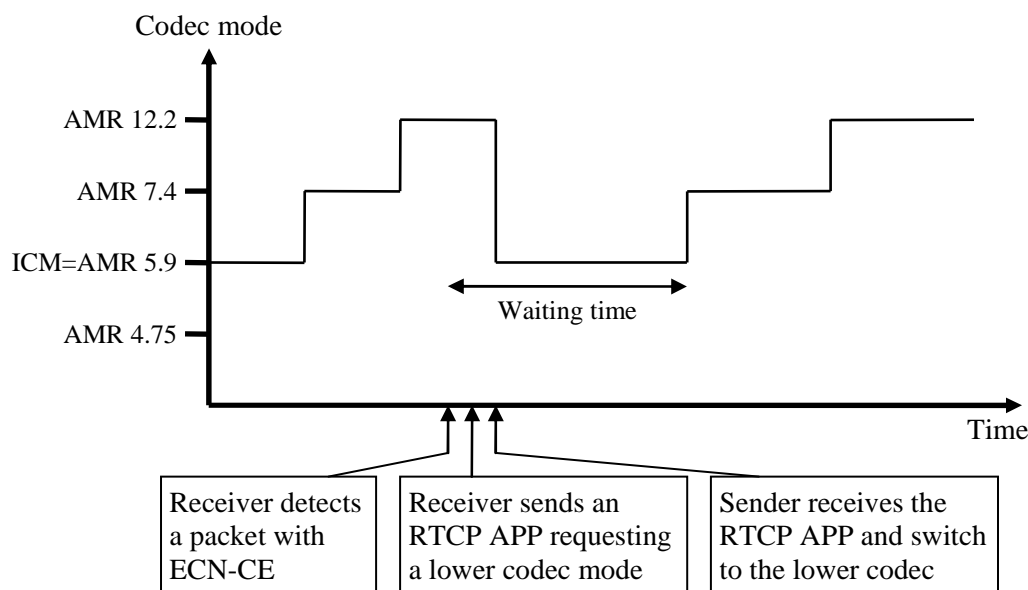 Codec mode
AMR 12.2
AMR 7.4
ICM=AMR 5.9
Waiting time
AMR 4.75
Time
Receiver detects
a packet with
ECN-CE
Receiver sends an
RTCP APP requesting
a lower codec mode
Sender receives the
RTCP APP and switch
to the lower codec